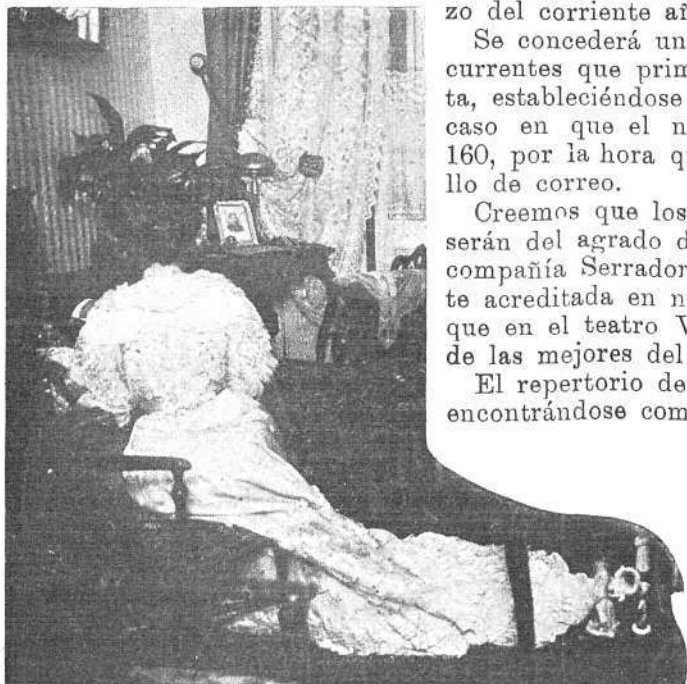 zo del corriente añ
Se concederá un
currentes que prim
ta, estableciéndose
caso en que el n
160, por la hora qu
llo de correo.
Creemos que los
serán del agrado d
compañía Serrador
te acreditada en n
que en el teatro V
de las mejores del
El repertorio de
encontrándose com